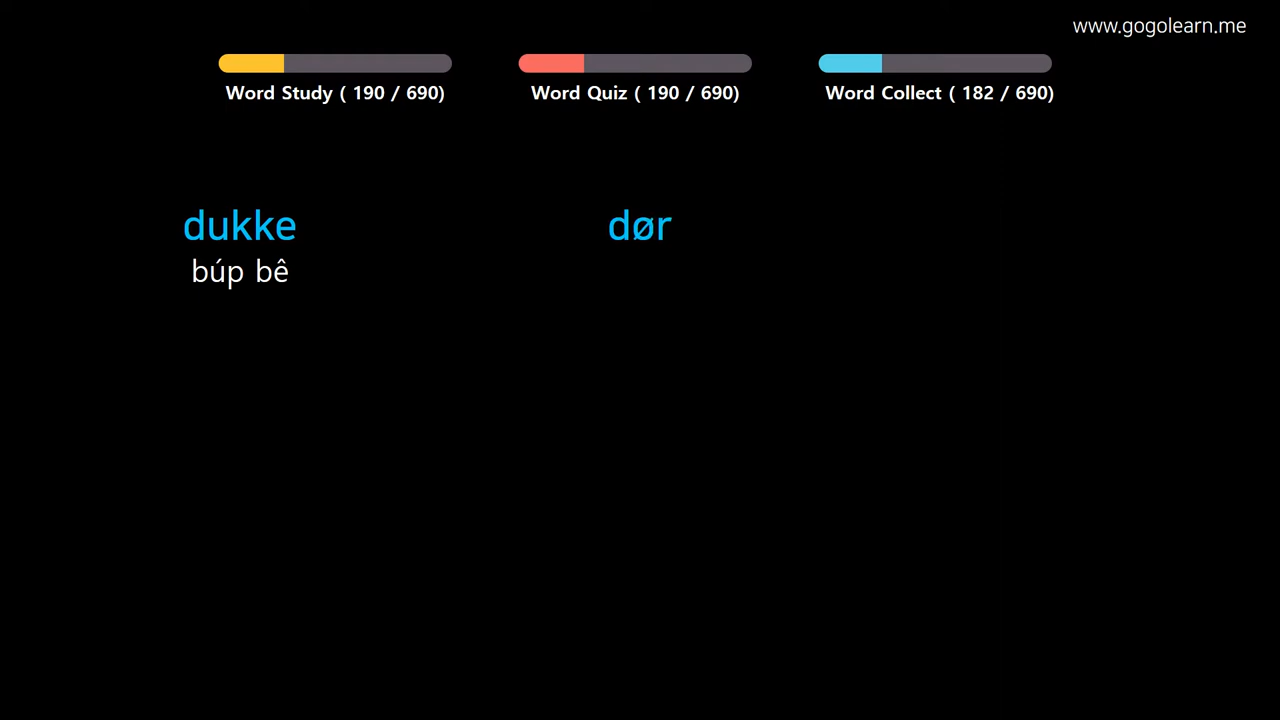 www.gogolearn.me
Word Study ( 190 / 690)
Word Quiz ( 190 / 690)
Word Collect ( 182 / 690)
dukke
búp bê
dør